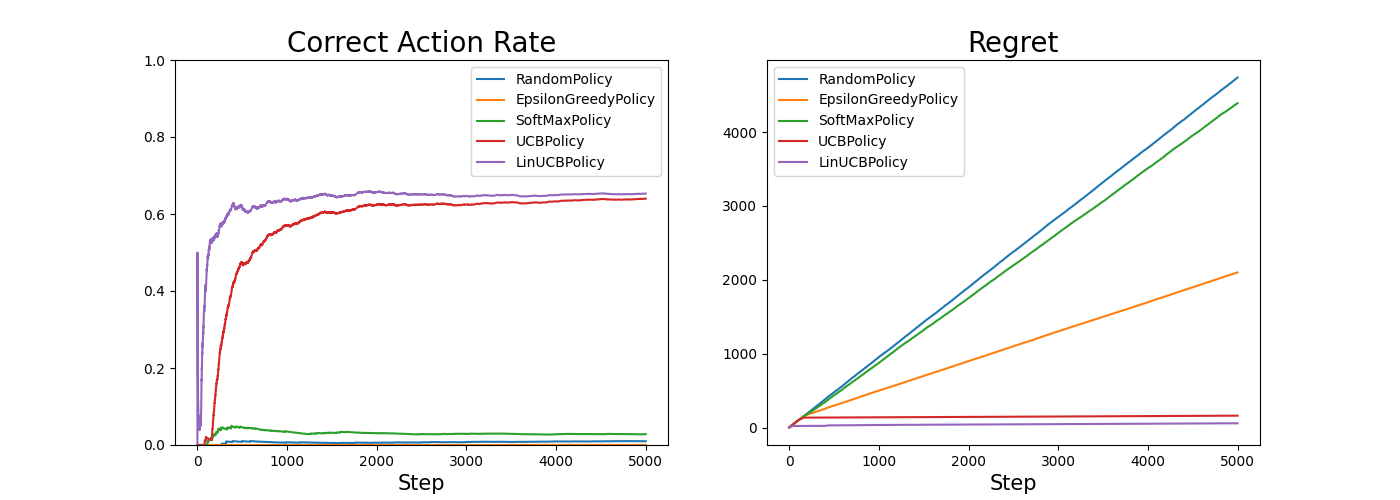 Correct Action Rate
1.0
0.8
0.6
0.4
0.2
0.0
0
1000
2000
3000
4000
5000
Step
RandomPolicy
EpsilonGreedyPolicy
SoftMaxPolicy
UCBPolicy
LinUCBPolicy
Regret
4000
3000
2000
1000
0
0
1000
2000
3000
4000
5000
Step
RandomPolicy
EpsilonGreedyPolicy
SoftMaxPolicy
UCBPolicy
LinUCBPolicy